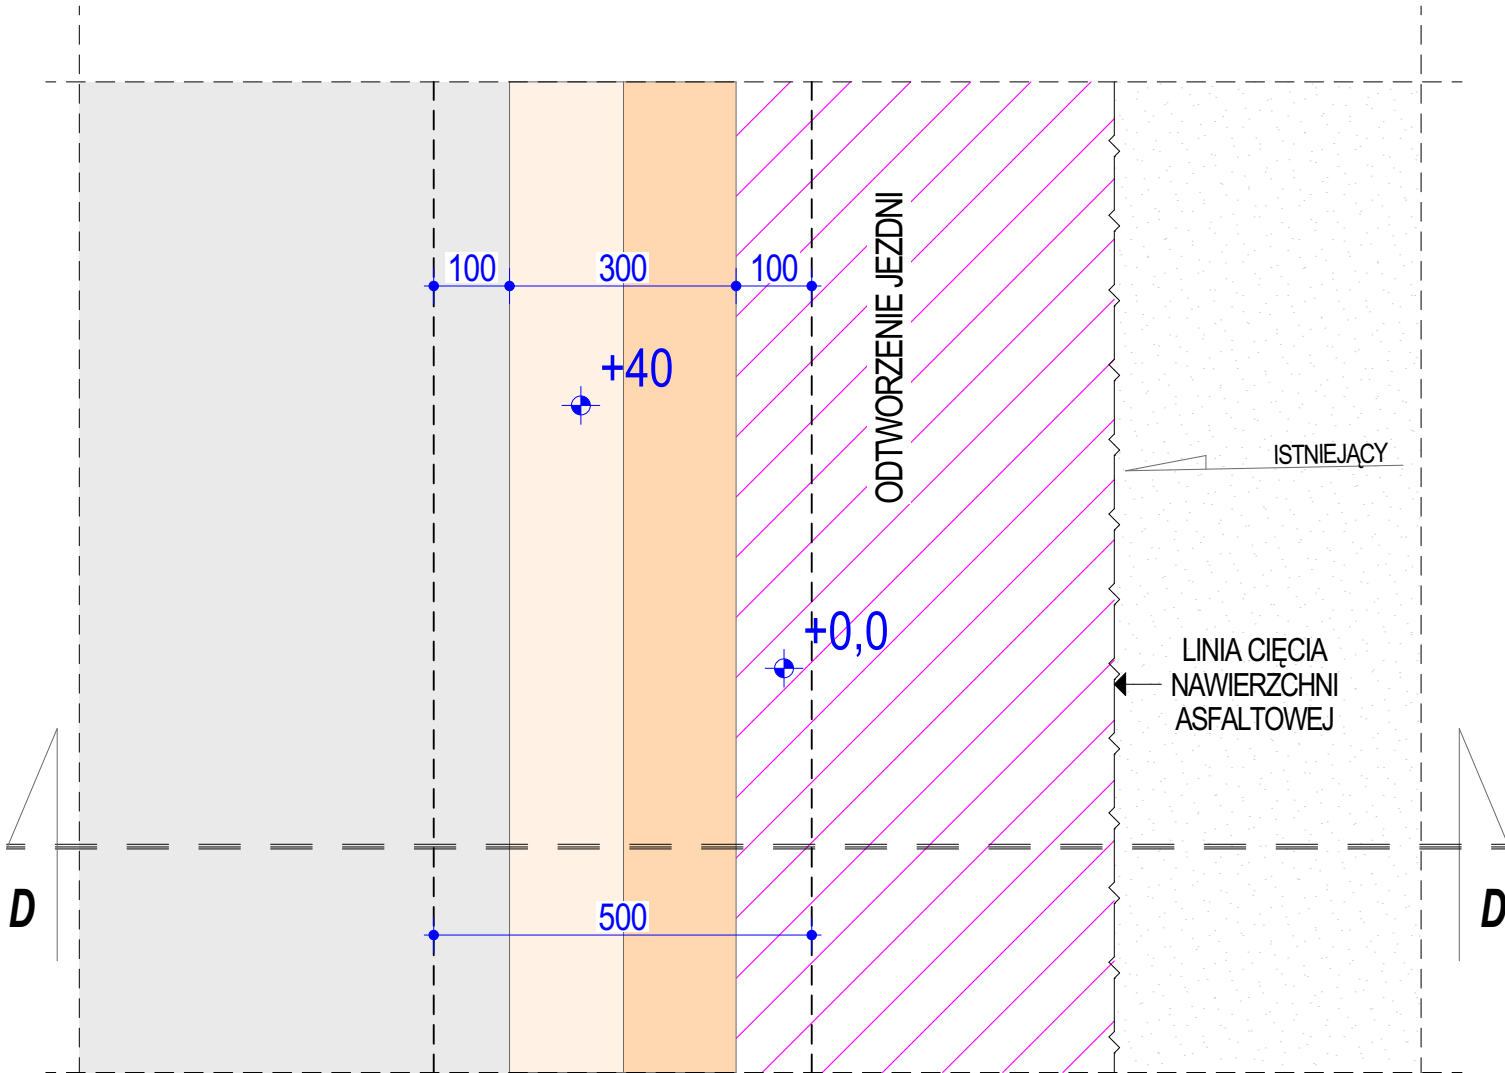 100
300
100
+40
ODTWORZENIE JEZDNI
ISTNIEJĄCY
+0,0
LINIA CIĘCIA
NAWIERZCHNI
ASFALTOWEJ
D
D
500